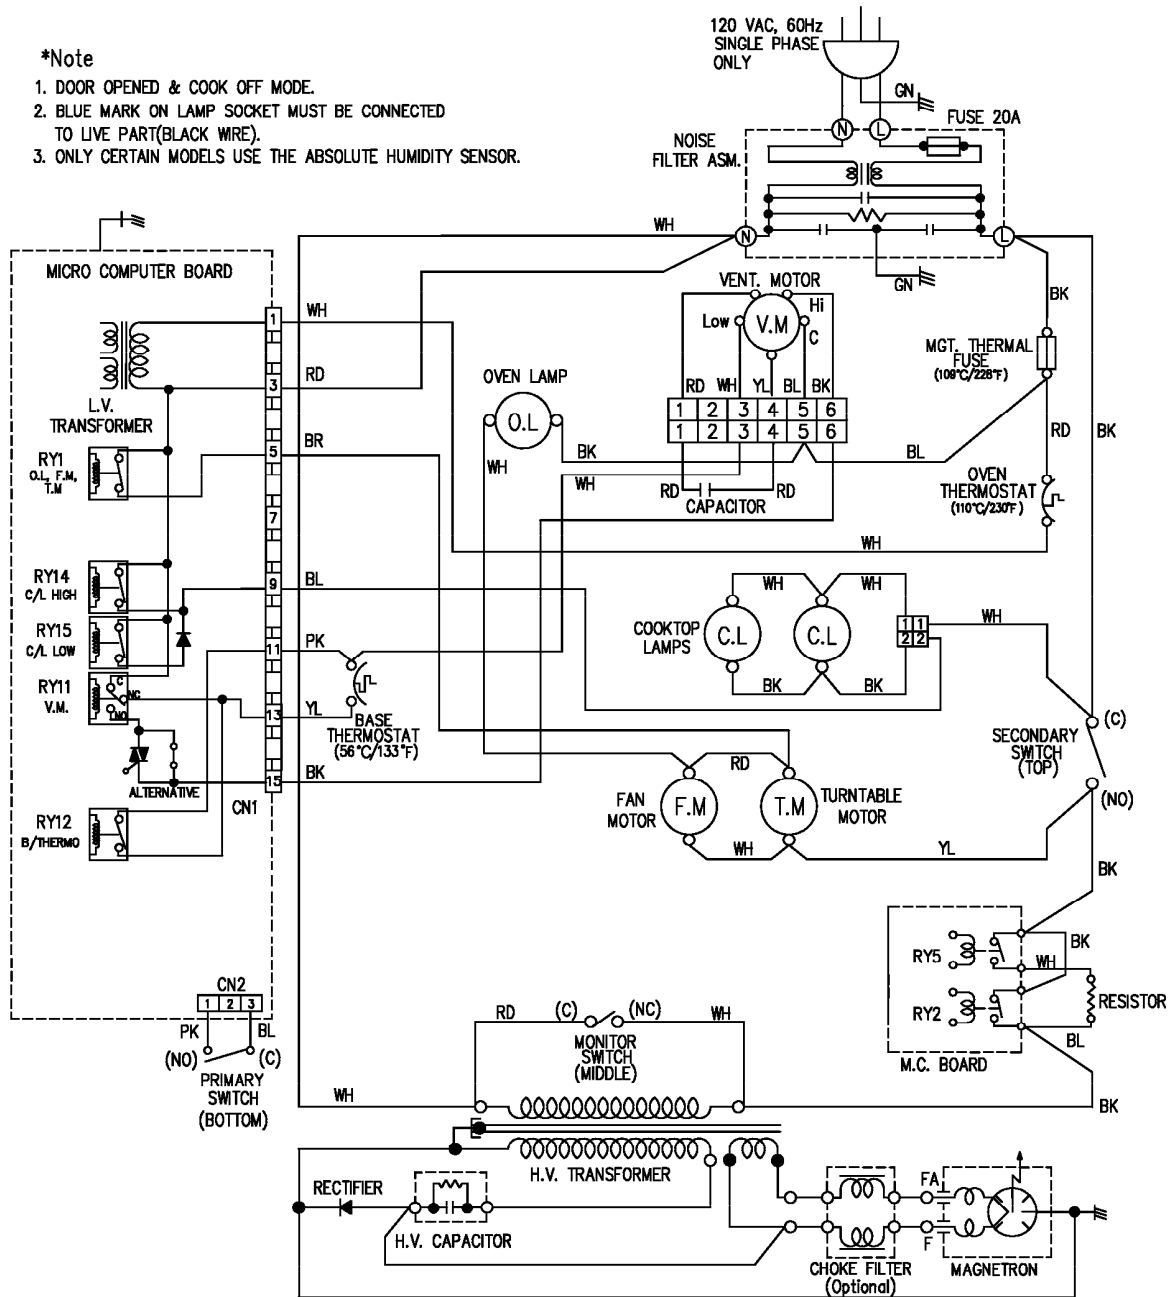 120 VAC, 60Hz
SINGLE PHASE
ONLY
*Note
1. DOOR OPENED & COOK OFF MODE.
2. BLUE MARK ON LAMP SOCKET MUST BE CONNECTED
TO LIVE PART(BLACK WIRE).
3. ONLY CERTAIN MODELS USE THE ABSOLUTE HUMIDITY SENSOR.
GN
N
L
FUSE 20A
NOISE
FILTER ASM.
N
L
GN
WH
MICRO COMPUTER BOARD
L.V.
TRANSFORMER
1
WH
3
RD
RY1
O.L, F.M,
T.M
5
BR
7
RY14
C/L HIGH
9
BL
RY15
C/L LOW
11
PK
RY11
V.M.
C
NC
NO
13
YL
ALTERNATIVE
15
BK
CN1
RY12
B/THERMO
BASE
THERMOSTAT
(56°C/133°F)
CN2
1 2 3
PK
BL
(NO)
(C)
PRIMARY
SWITCH
(BOTTOM)
VENT. MOTOR
Hi
Low
V.M
C
RD
WH
YL
BL
BK
1 2 3 4 5 6
1 2 3 4 5 6
RD
RD
CAPACITOR
OVEN LAMP
O.L
WH
BK
WH
BL
BK
MGT. THERMAL
FUSE
(109°C/228°F)
RD
BK
OVEN
THERMOSTAT
(110°C/230°F)
WH
WH
WH
COOKTOP
LAMPS
C.L
C.L
1 1
2 2
WH
BK
BK
(C)
SECONDARY
SWITCH
(TOP)
(NO)
RD
FAN
MOTOR
F.M
T.M
TURNTABLE
MOTOR
WH
YL
BK
RY5
BK
WH
RY2
RESISTOR
BL
M.C. BOARD
BK
RD
(C)
(NC)
WH
MONITOR
SWITCH
(MIDDLE)
WH
H.V. TRANSFORMER
RECTIFIER
H.V. CAPACITOR
CHOKE FILTER
(Optional)
FA
F
MAGNETRON